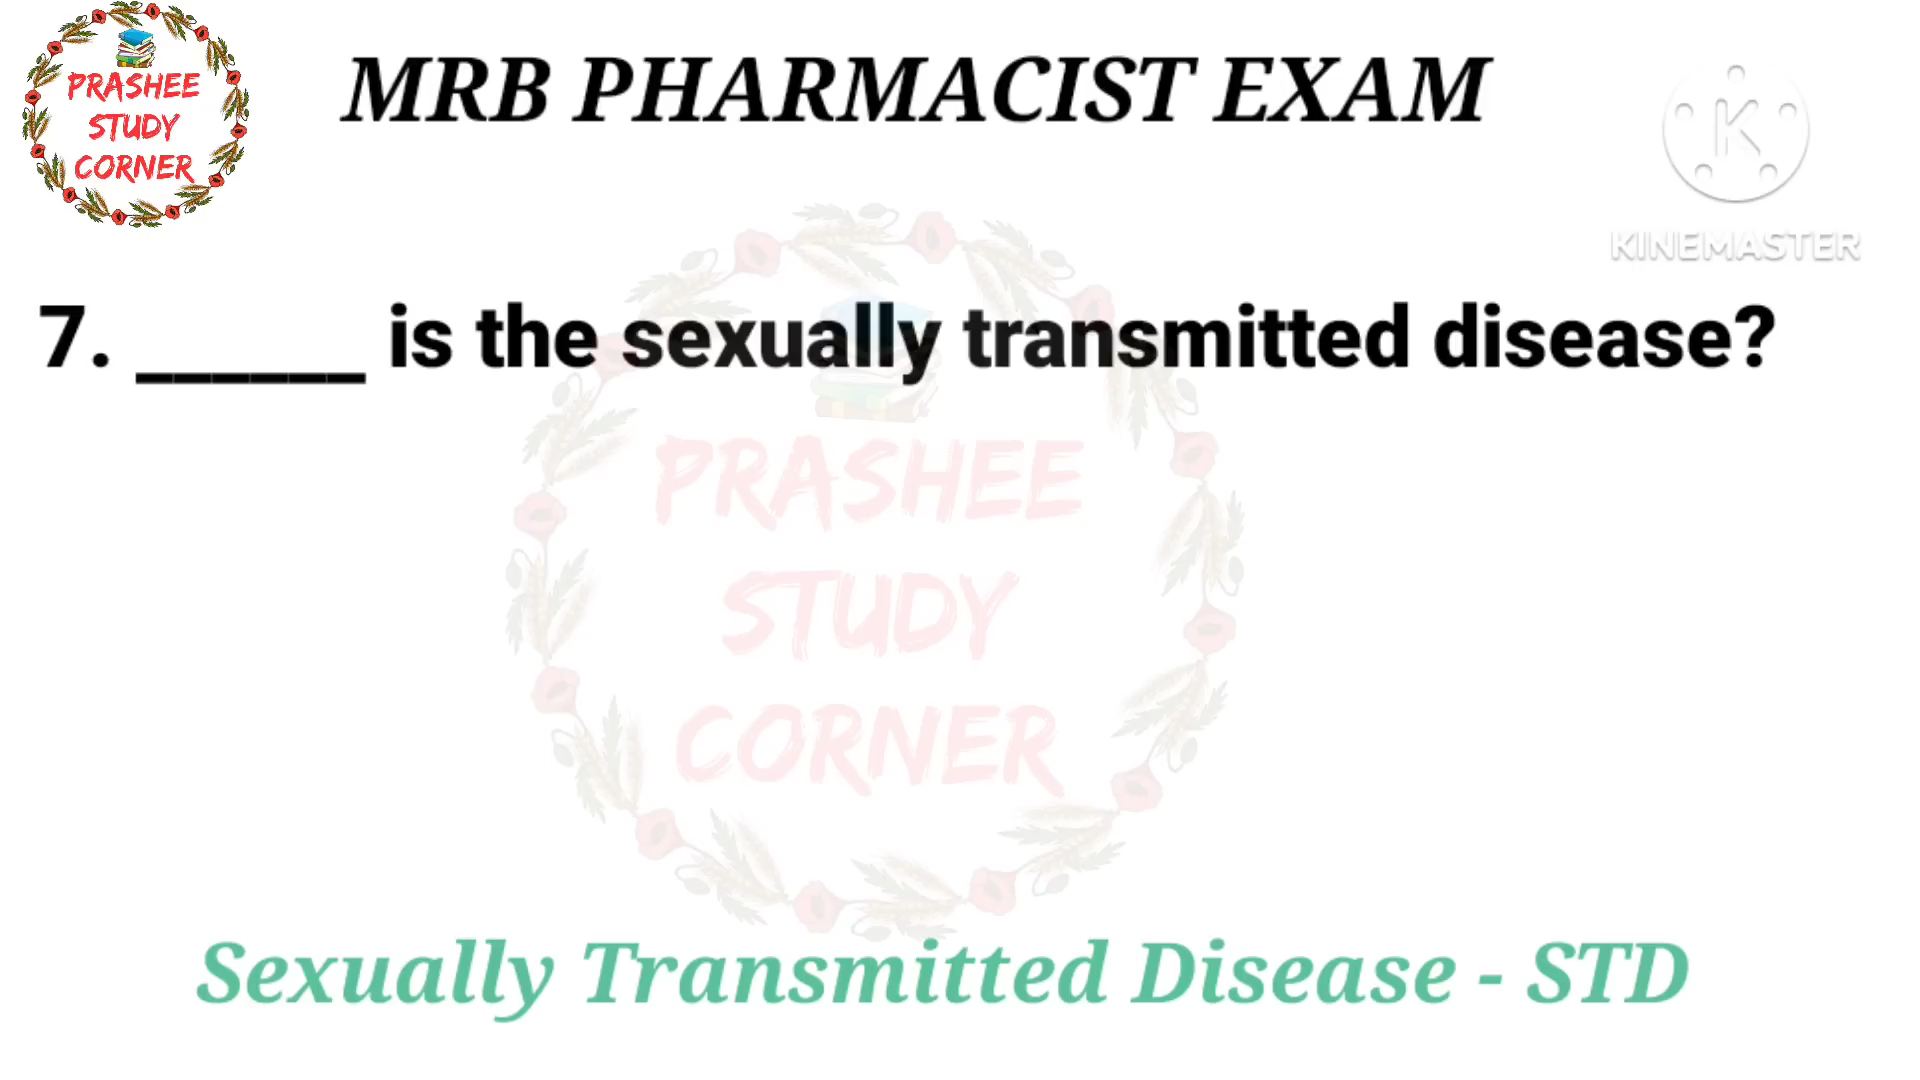 PRASHEE
STUDY
CORNER
MRB PHARMACIST EXAM
K
KINEMASTER
7. ______ is the sexually transmitted disease?
PRASHEE
STUDY
CORNER
Sexually Transmitted Disease - STD